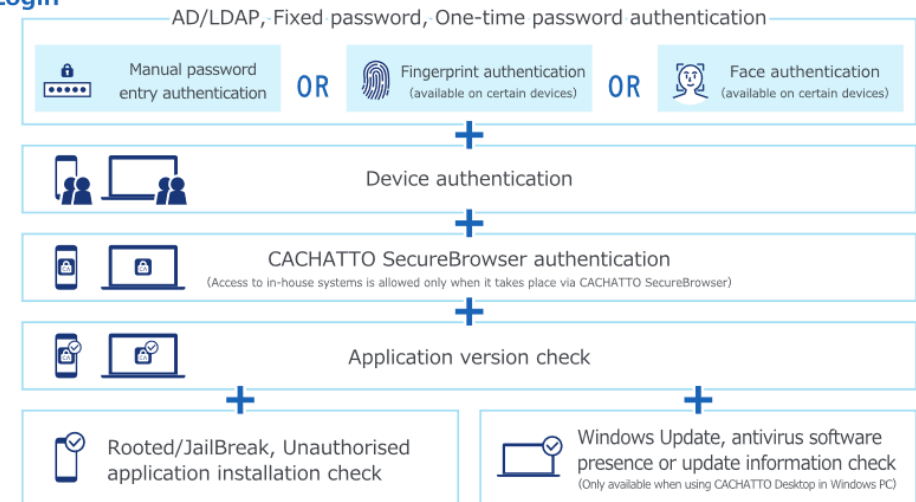 Login
AD/LDAP, Fixed password, One-time password authentication
Manual password
entry authentication
OR
Fingerprint authentication
(available on certain devices)
OR
Face authentication
(available on certain devices)
Device authentication
CACHATTO SecureBrowser authentication
(Access to in-house systems is allowed only when it takes place via CACHATTO SecureBrowser)
Application version check
Rooted/JailBreak, Unauthorised
application installation check
Windows Update, antivirus software
presence or update information check
(Only available when using CACHATTO Desktop in Windows PC)